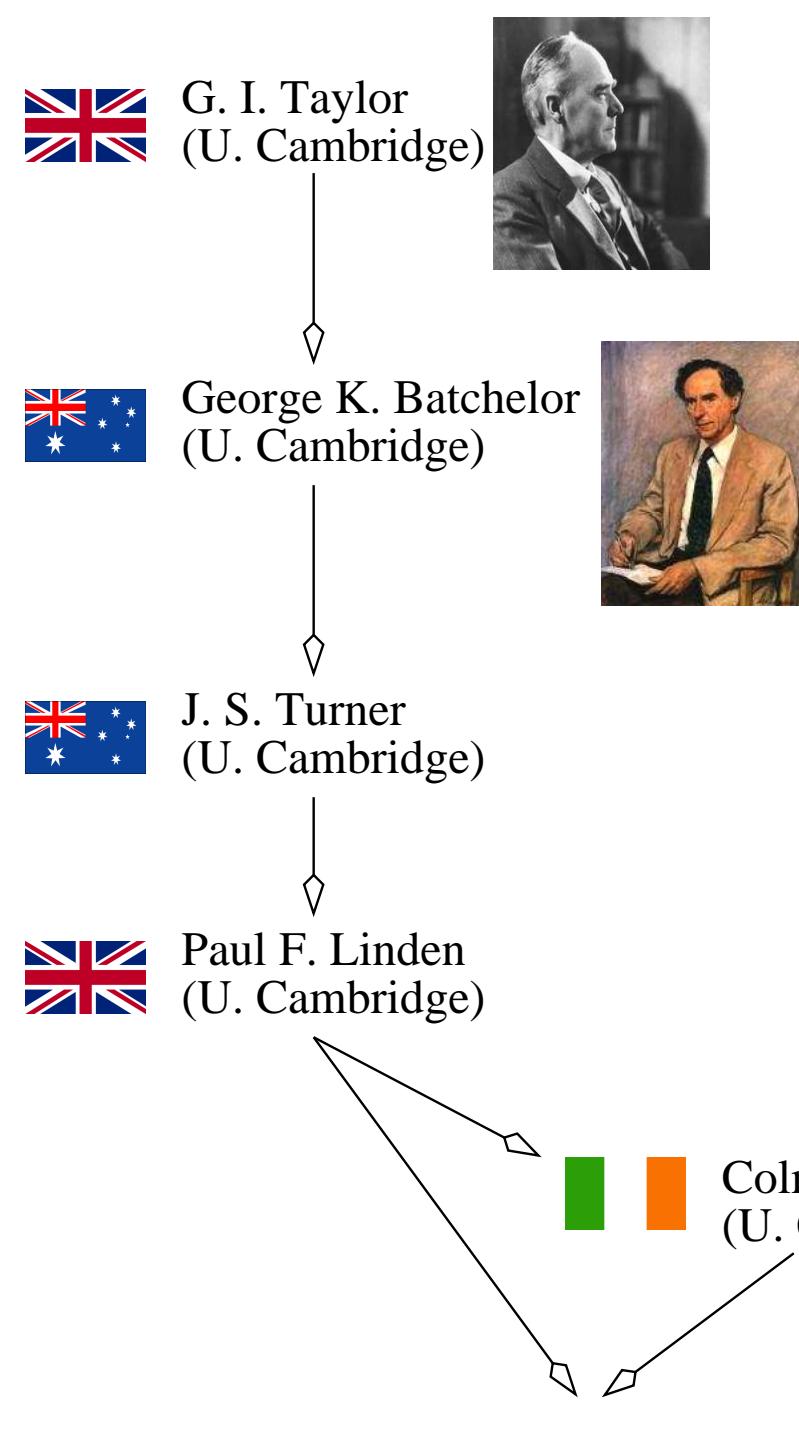 G. I. Taylor
(U. Cambridge)
George K. Batchelor
(U. Cambridge)
J. S. Turner
(U. Cambridge)
Paul F. Linden
(U. Cambridge)
(U.